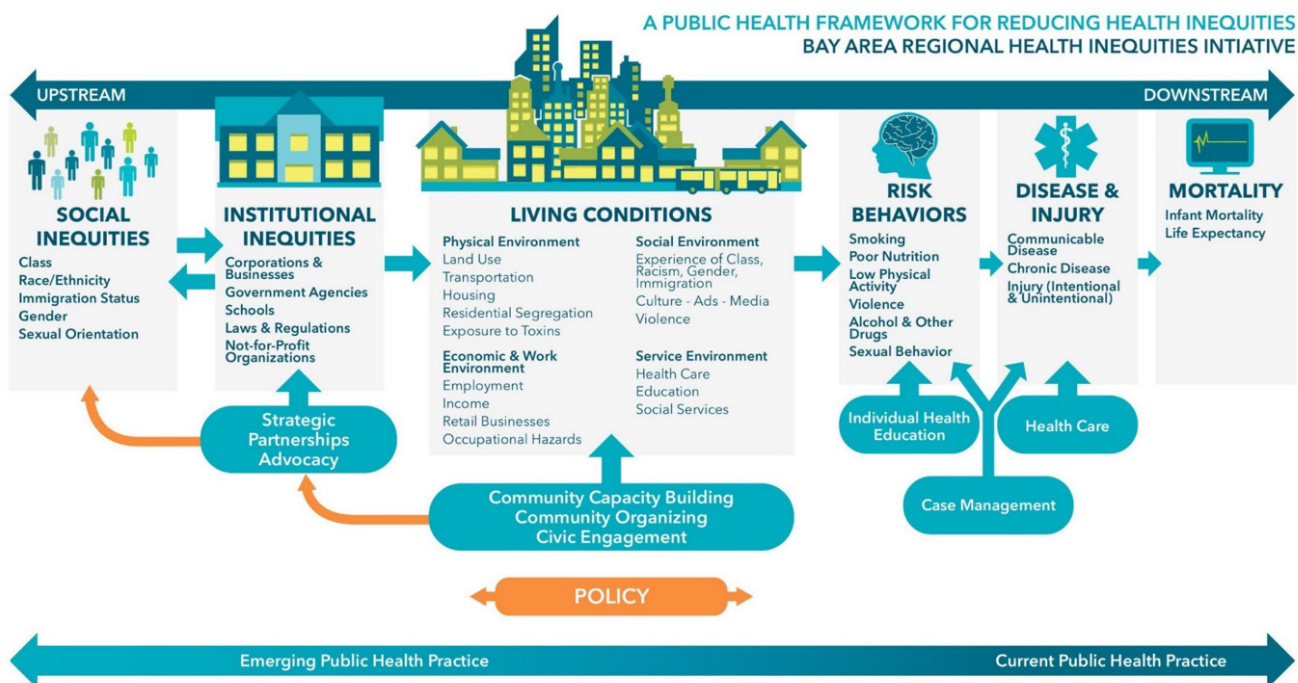 A PUBLIC HEALTH FRAMEWORK FOR REDUCING HEALTH INEQUITIES
BAY AREA REGIONAL HEALTH INEQUITIES INTIATIVE
UPSTREAM
DOWNSTREAM
SOCIAL
INEQUITIES
Class
Race/Ethnicity
Immigration Status
Gender
Sexual Orientation
INSTITUTIONAL
INEQUITIES
Corporations &
Businesses
Government Agencies
Schools
Laws & Regulations
Not-for-Profit
Organizations
LIVING CONDITIONS
Physical Environment
Land Use
Transportation
Housing
Residential Segregation
Exposure to Toxins
Economic & Work
Environment
Employment
Income
Retail Businesses
Occupational Hazards
Social Environment
Experience of Class,
Racism, Gender,
Immigration
Culture - Ads - Media
Violence
Service Environment
Health Care
Education
Social Services
RISK
BEHAVIORS
Smoking
Poor Nutrition
Low Physical
Activity
Violence
Alcohol & Other
Drugs
Sexual Behavior
DISEASE &
INJURY
Communicable
Disease
Chronic Disease
Injury (Intentional
& Unintentional)
MORTALITY
Infant Mortality
Life Expectancy
Strategic
Partnerships
Advocacy
Community Capacity Building
Community Organizing
Civic Engagement
Individual Health
Education
Health Care
Case Management
POLICY
Emerging Public Health Practice
Current Public Health Practice